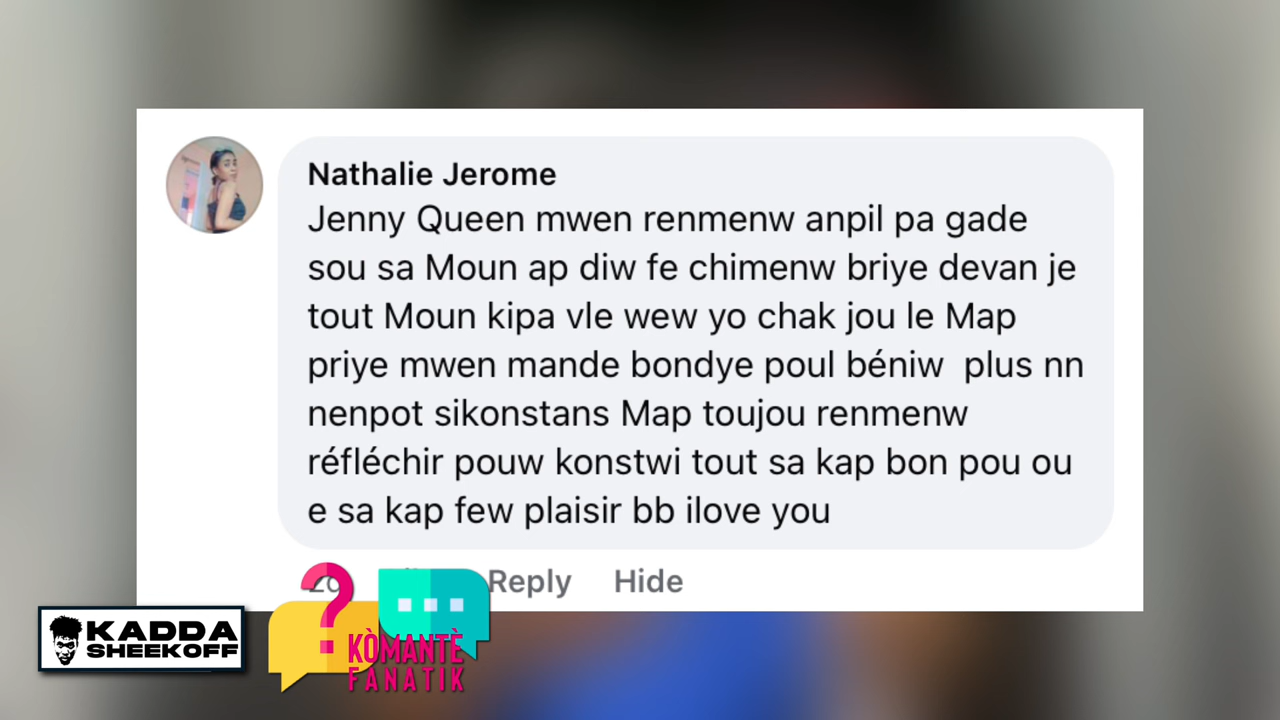 Nathalie Jerome
Jenny Queen mwen renmenw anpil pa gade
sou sa Moun ap diw fe chimenw briye devan je
tout Moun kipa vle wew yo chak jou le Map
priye mwen mande bondye poul béniw  plus nn
nenpot sikonstans Map toujou renmenw
réfléchir pouw konstwi tout sa kap bon pou ou
e sa kap few plaisir bb ilove you
Reply Hide
KADDA
SHEEKOFF
?
KÒMANTÈ
FANATIK